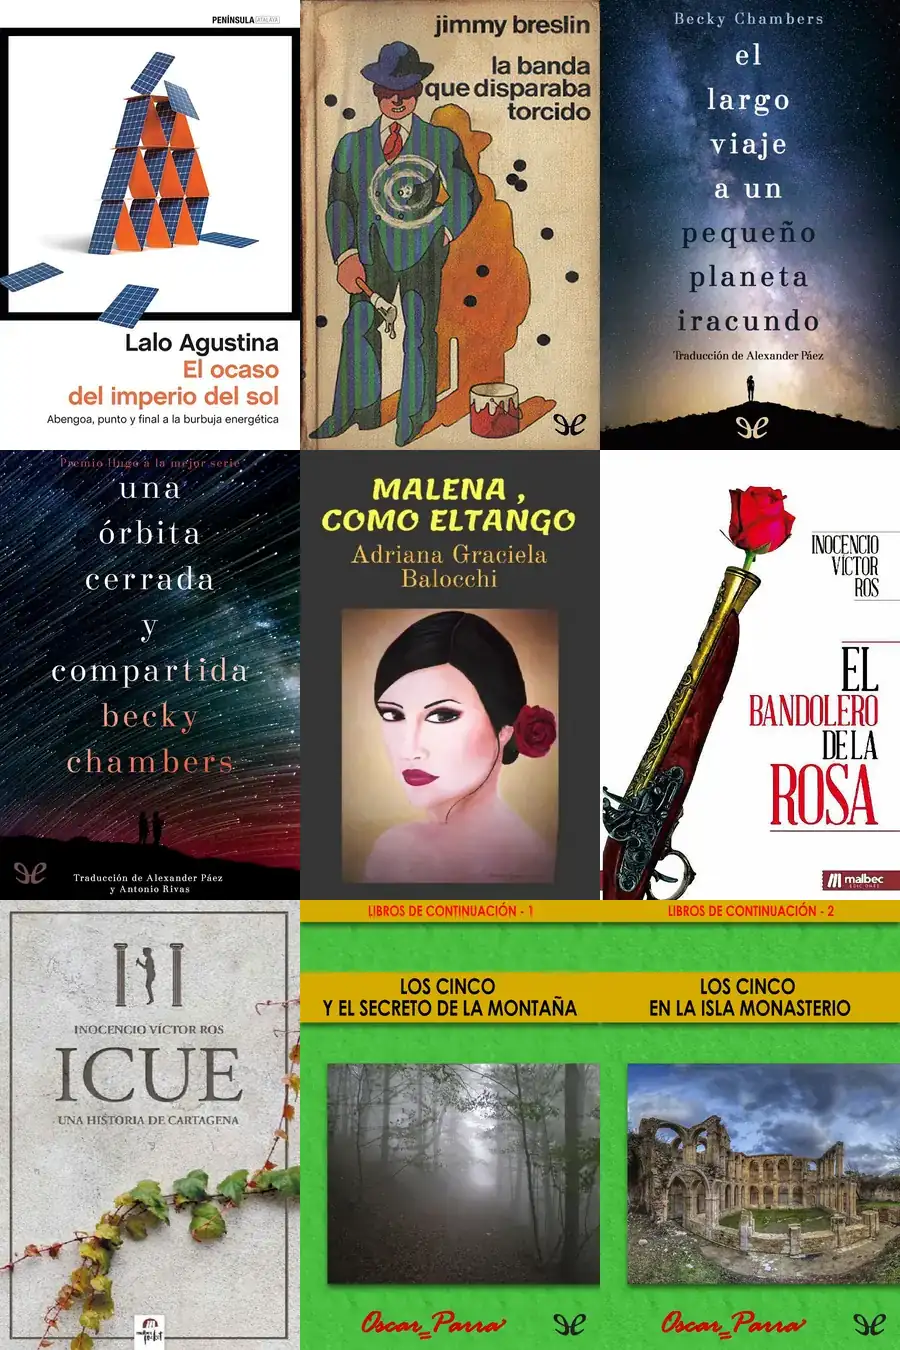 PENÍNSULA ATALAYA
Lalo Agustina
El ocaso
del imperio del sol
Abengoa, punto y final a la burbuja energética
jimmy breslin
la banda
que disparaba
torcido
Becky Chambers
el
largo
viaje
a un
pequeño
planeta
iracundo
Traducción de Alexander Páez
Premio Hugo a la mejor serie
una
órbita
cerrada
y
compartida
becky
chambers
Traducción de Alexander Páez
y Antonio Rivas
MALENA ,
COMO ELTANGO
Adriana Graciela
Balocchi
INOCENCIO
VÍCTOR
ROS
EL
BANDOLERO
DE LA
ROSA
malbec
EDICIONES
INOCENCIO VÍCTOR ROS
ICUE
UNA HISTORIA DE CARTAGENA
LIBROS DE CONTINUACIÓN - 1
LOS CINCO
Y EL SECRETO DE LA MONTAÑA
Oscar Parra
LIBROS DE CONTINUACIÓN - 2
LOS CINCO
EN LA ISLA MONASTERIO
Oscar Parra